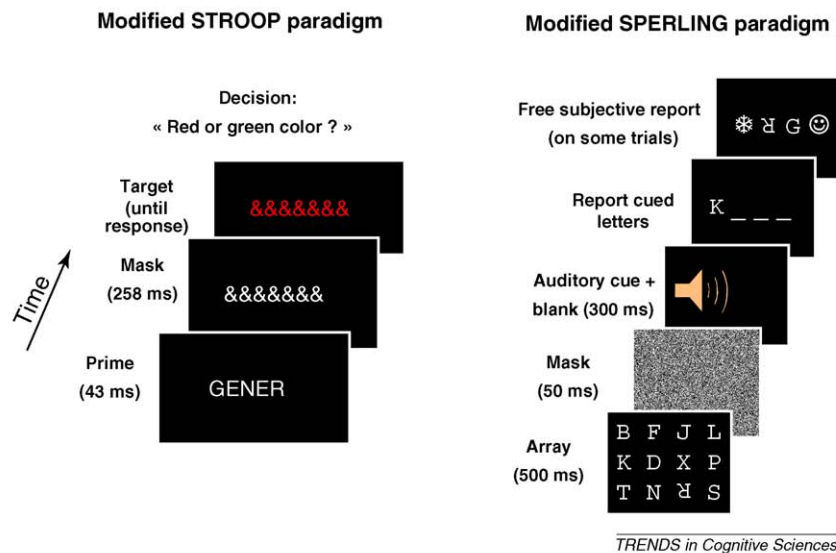 Modified STROOP paradigm
Decision:
« Red or green color ? »
Target
(until
response)
&&&&&&&
Mask
(258 ms)
&&&&&&&
Time
Prime
(43 ms)
GENER
Modified SPERLING paradigm
Free subjective report
(on some trials)
❄ ꓤ G ☺
Report cued
letters
K _ _ _
Auditory cue +
blank (300 ms)
Mask
(50 ms)
Array
(500 ms)
B F J L
K D X P
T N ꓤ S
TRENDS in Cognitive Sciences